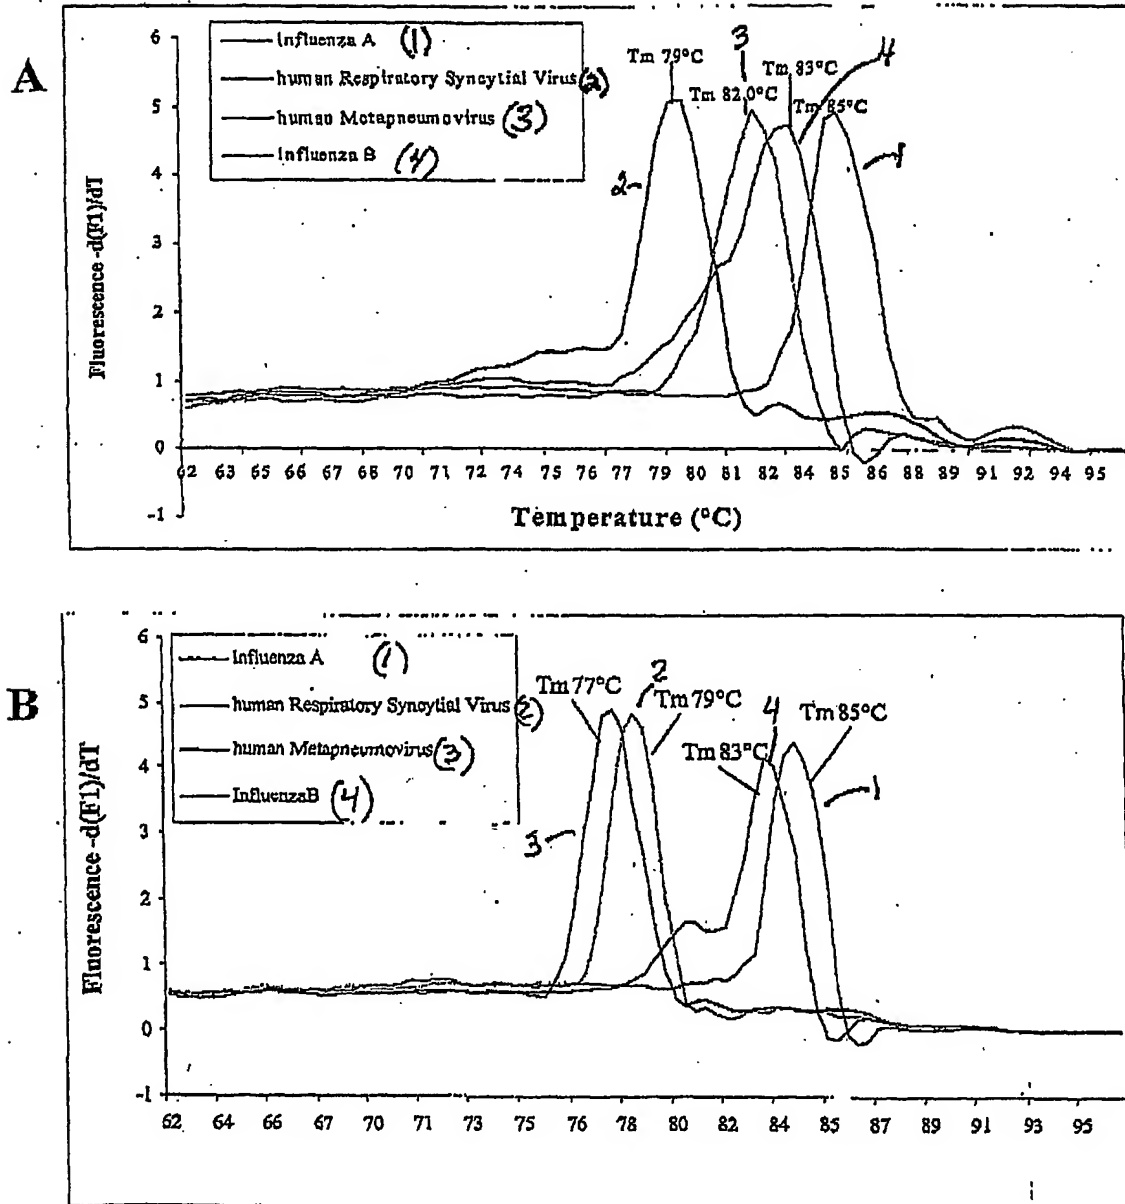 A
6
5
4
3
2
1
0
-1
Fluorescence -d(F1)/dT
Influenza A (1)
human Respiratory Syncytial Virus (2)
human Metapneumovirus (3)
Influenza B (4)
Tm 79°C
3
Tm 83°C
4
Tm 82.0°C
Tm 85°C
2
1
62 63 65 66 67 68 70 71 72 74 75 76 77 79 80 81 82 84 85 86 88 89 91 92 94 95
Temperature (°C)
B
6
5
4
3
2
1
0
-1
Fluorescence -d(F1)/dT
Influenza A (1)
human Respiratory Syncytial Virus (2)
human Metapneumovirus (3)
InfluenzaB (4)
Tm 77°C
2
Tm 79°C
4
Tm 85°C
Tm 83°C
1
3
62 64 66 67 70 71 73 75 76 78 80 82 84 85 87 89 91 93 95